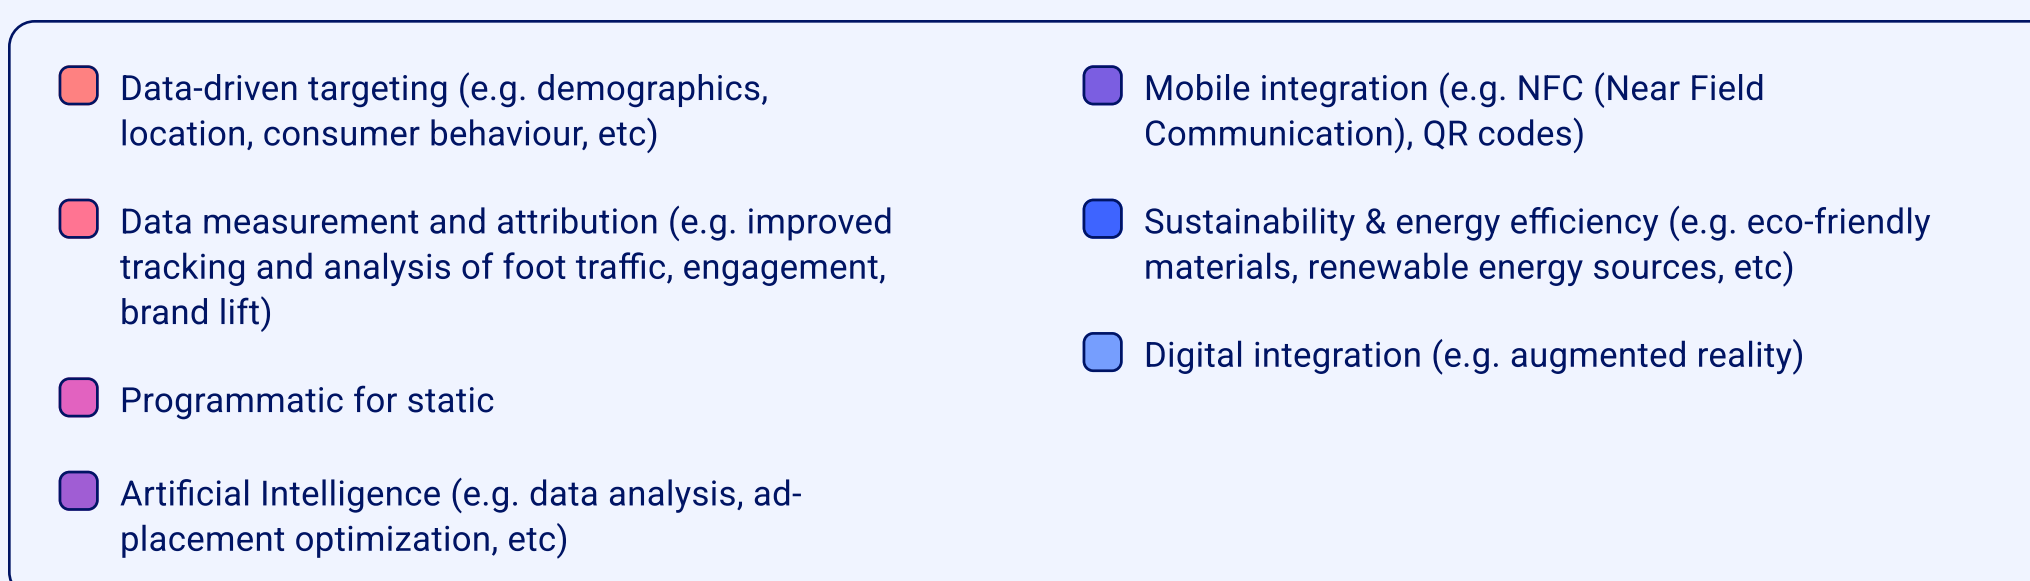 Data-driven targeting (e.g. demographics,
location, consumer behaviour, etc)
Data measurement and attribution (e.g. improved
tracking and analysis of foot traffic, engagement,
brand lift)
Programmatic for static
Artificial Intelligence (e.g. data analysis, ad-
placement optimization, etc)
Mobile integration (e.g. NFC (Near Field
Communication), QR codes)
Sustainability & energy efficiency (e.g. eco-friendly
materials, renewable energy sources, etc)
Digital integration (e.g. augmented reality)